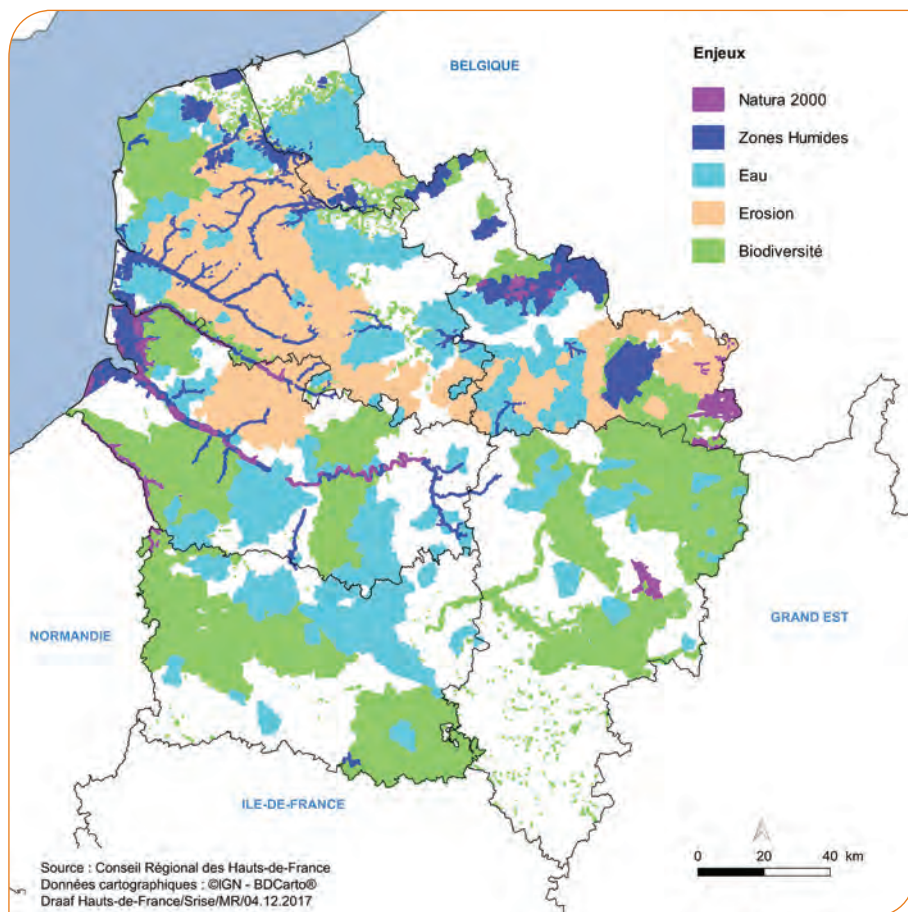 BELGIQUE
Enjeux
Natura 2000
Zones Humides
Eau
Erosion
Biodiversité
NORMANDIE
GRAND EST
ILE-DE-FRANCE
0 20 40 km
Source : Conseil Régional des Hauts-de-France
Données cartographiques : ©IGN - BDCarto®
Draaf Hauts-de-France/Srise/MR/04.12.2017